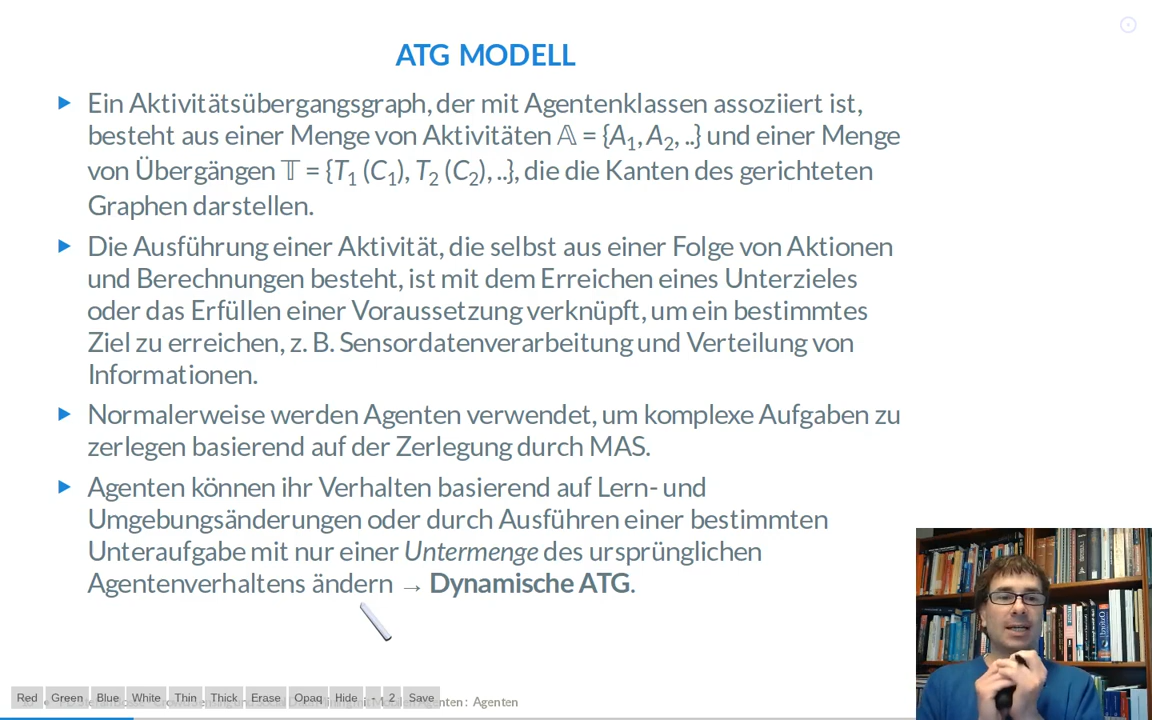 ATG MODELL
Ein Aktivitätsübergangsgraph, der mit Agentenklassen assoziiert ist,
besteht aus einer Menge von Aktivitäten 𝔸 = {A₁, A₂, ..} und einer Menge
von Übergängen 𝕋 = {T₁ (C₁), T₂ (C₂), ..}, die die Kanten des gerichteten
Graphen darstellen.
Die Ausführung einer Aktivität, die selbst aus einer Folge von Aktionen
und Berechnungen besteht, ist mit dem Erreichen eines Unterzieles
oder das Erfüllen einer Voraussetzung verknüpft, um ein bestimmtes
Ziel zu erreichen, z. B. Sensordatenverarbeitung und Verteilung von
Informationen.
Normalerweise werden Agenten verwendet, um komplexe Aufgaben zu
zerlegen basierend auf der Zerlegung durch MAS.
Agenten können ihr Verhalten basierend auf Lern- und
Umgebungsänderungen oder durch Ausführen einer bestimmten
Unteraufgabe mit nur einer Untermenge des ursprünglichen
Agentenverhaltens ändern → Dynamische ATG.
Red Green Blue White Thin Thick Erase Opaq Hide - 2 Save : Agenten